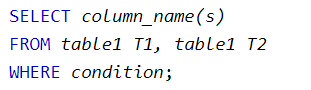 SELECT column_name(s)
FROM table1 T1, table1 T2
WHERE condition;